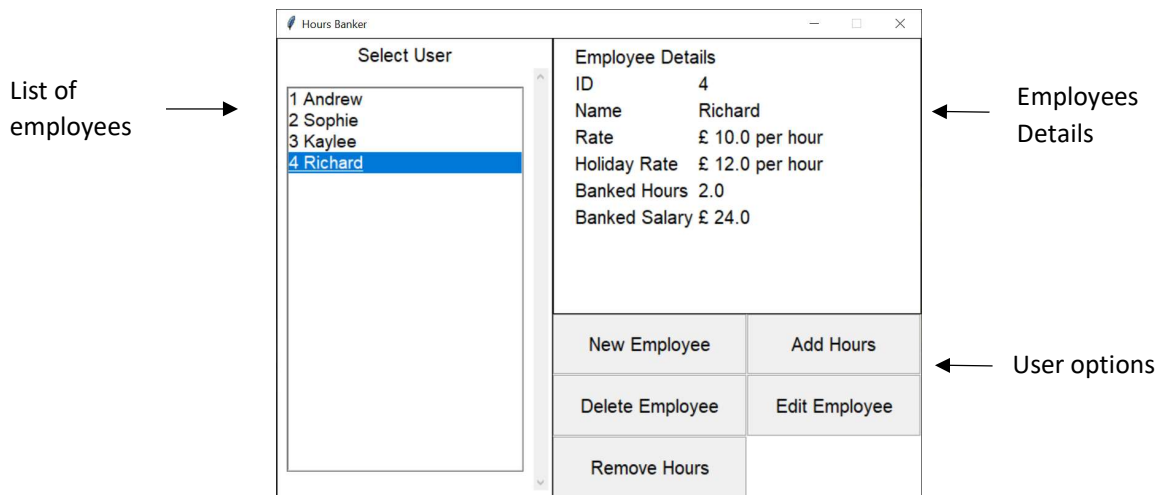 Hours Banker
List of
employees
Select User
1 Andrew
2 Sophie
3 Kaylee
4 Richard
Employee Details
ID 4
Name Richard
Rate £ 10.0 per hour
Holiday Rate £ 12.0 per hour
Banked Hours 2.0
Banked Salary £ 24.0
Employees
Details
New Employee Add Hours
Delete Employee Edit Employee
Remove Hours
User options